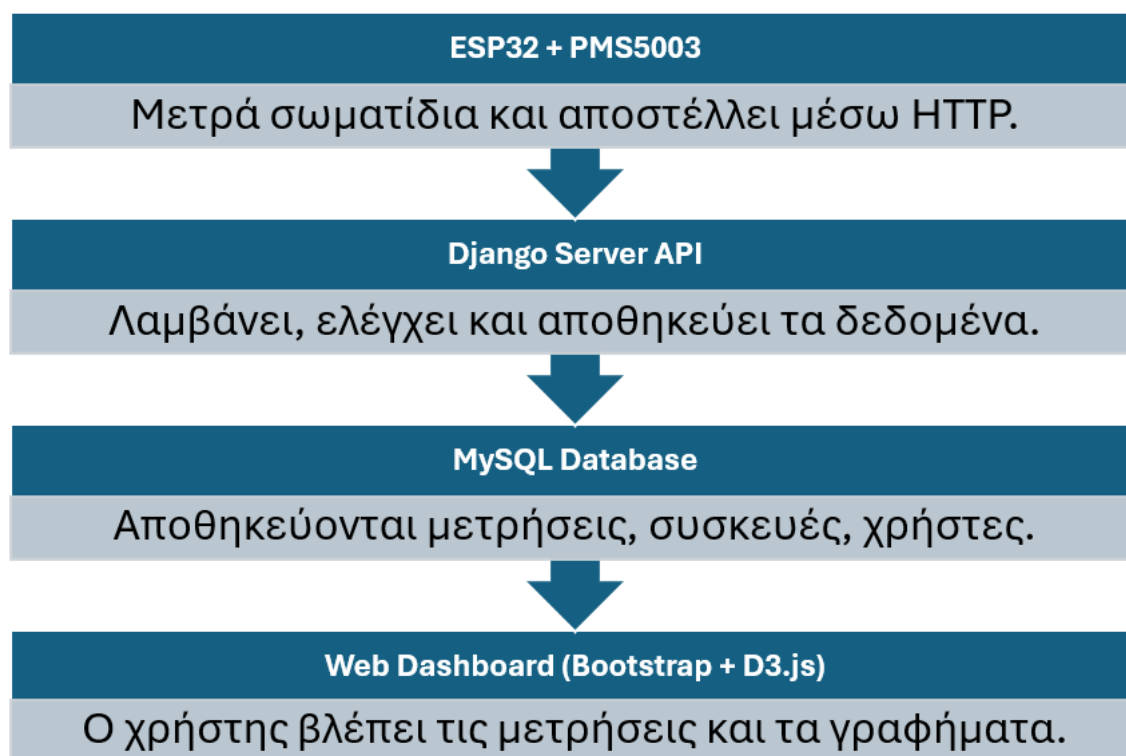 ESP32 + PMS5003
Μετρά σωματίδια και αποστέλλει μέσω HTTP.
Django Server API
Λαμβάνει, ελέγχει και αποθηκεύει τα δεδομένα.
MySQL Database
Αποθηκεύονται μετρήσεις, συσκευές, χρήστες.
Web Dashboard (Bootstrap + D3.js)
Ο χρήστης βλέπει τις μετρήσεις και τα γραφήματα.